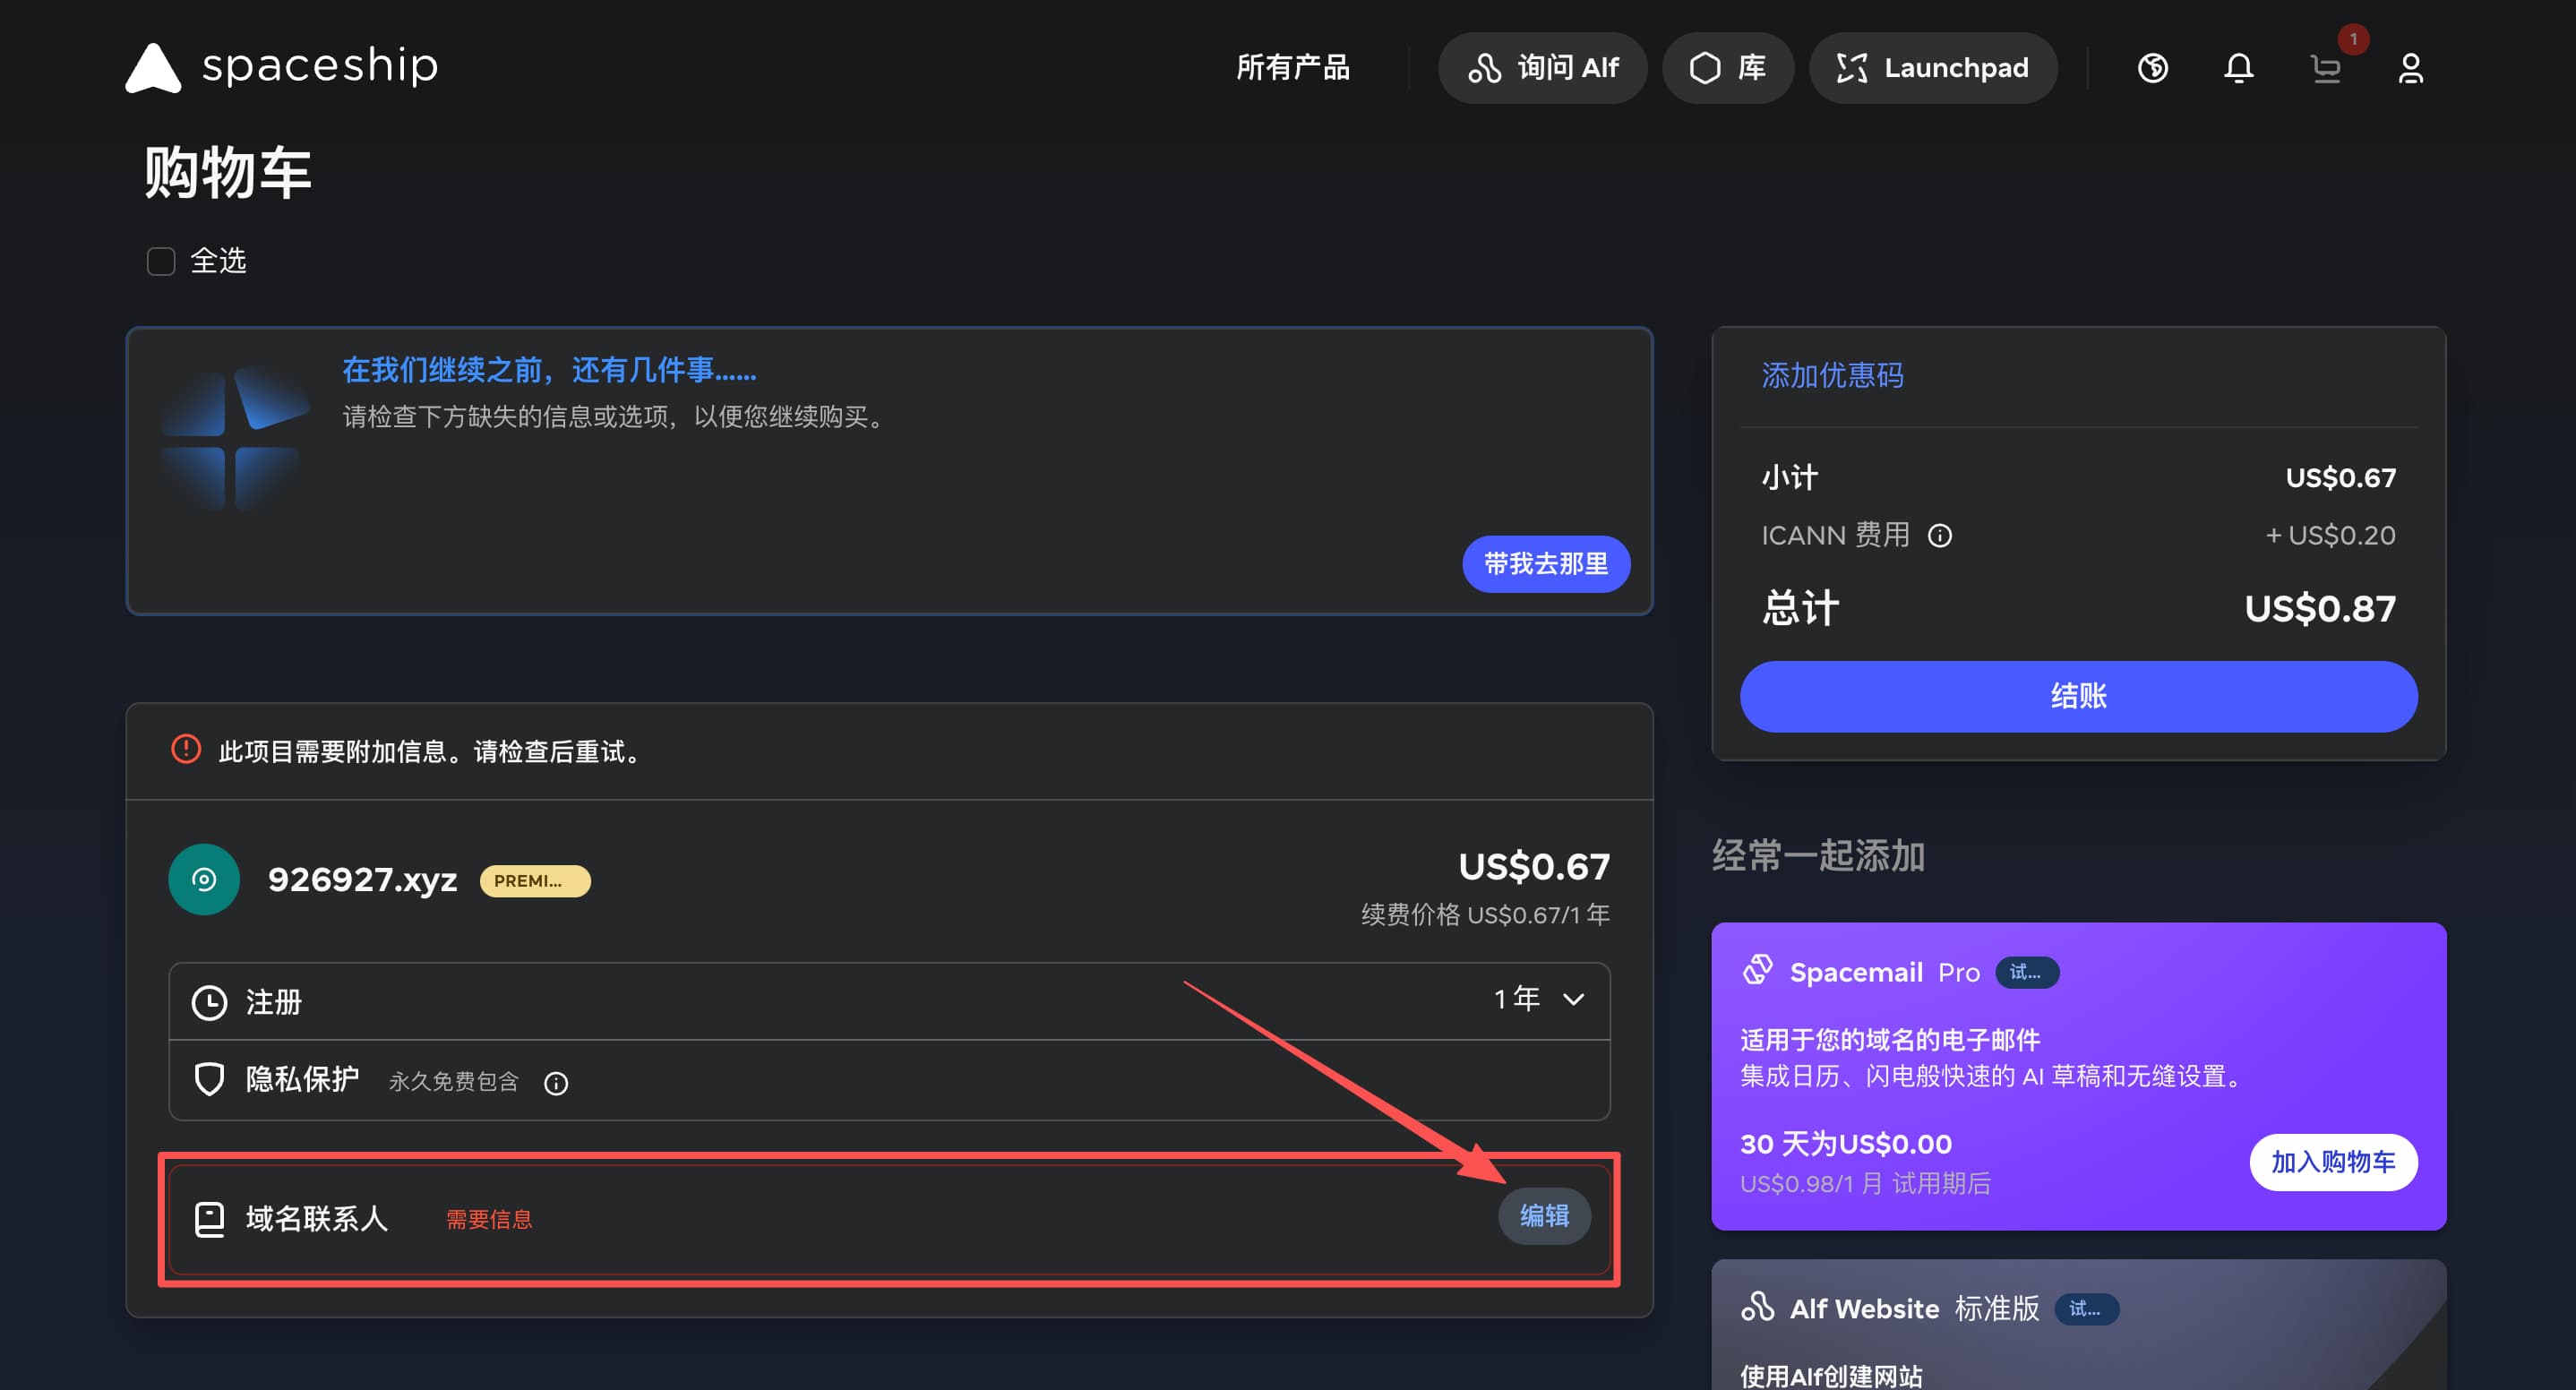 spaceship
所有产品
询问 Alf
库
Launchpad
1
购物车
全选
在我们继续之前，还有几件事......
请检查下方缺失的信息或选项，以便您继续购买。
带我去那里
此项目需要附加信息。请检查后重试。
926927.xyz PREMI...
US$0.67
续费价格 US$0.67/1 年
注册
1 年
隐私保护 永久免费包含
域名联系人 需要信息
编辑
添加优惠码
小计 US$0.67
ICANN 费用 + US$0.20
总计 US$0.87
结账
经常一起添加
Spacemail Pro 试...
适用于您的域名的电子邮件
集成日历、闪电般快速的 AI 草稿和无缝设置。
30 天为US$0.00
US$0.98/1 月 试用期后
加入购物车
Alf Website 标准版 试...
使用Alf创建网站